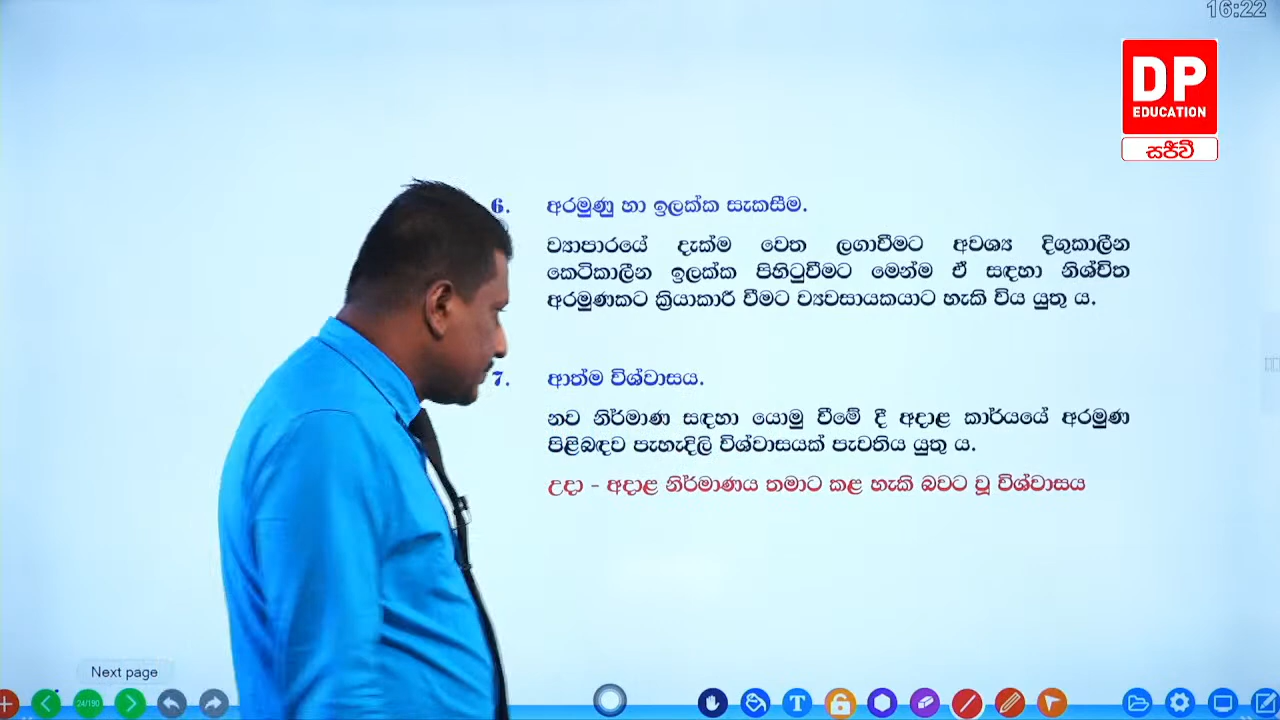 16:22
DP
EDUCATION
සජීවී
6. අරමුණු හා ඉලක්ක සැකසීම.
ව්‍යාපාරයේ දැක්ම වෙත ලගාවීමට අවශ්‍ය දිගුකාලීන
කෙටිකාලීන ඉලක්ක පිහිටුවීමට මෙන්ම ඒ සඳහා නිශ්චිත
අරමුණකට ක්‍රියාකාරී වීමට ව්‍යවසායකයාට හැකි විය යුතු ය.
7. ආත්ම විශ්වාසය.
නව නිර්මාණ සඳහා යොමු වීමේ දී අදාළ කාර්යයේ අරමුණ
පිළිබඳව පැහැදිලි විශ්වාසයක් පැවතිය යුතු ය.
උදා - අදාළ නිර්මාණය තමාට කළ හැකි බවට වූ විශ්වාසය
Next page
24/190
T